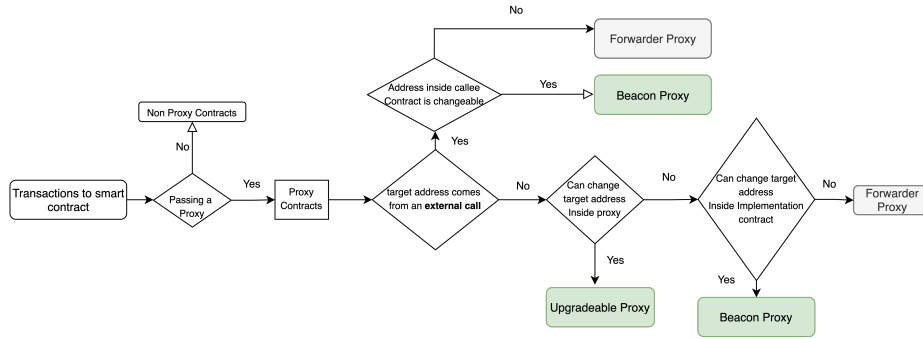 No
Forwarder Proxy
Address inside callee
Contract is changeable
Yes
Beacon Proxy
Non Proxy Contracts
No
Yes
Transactions to smart
contract
Passing a
Proxy
Yes
Proxy
Contracts
target address comes
from an external call
No
Can change
target address
Inside proxy
No
Can change target
address
Inside Implementation
contract
No
Forwarder
Proxy
Yes
Upgradeable Proxy
Yes
Beacon Proxy